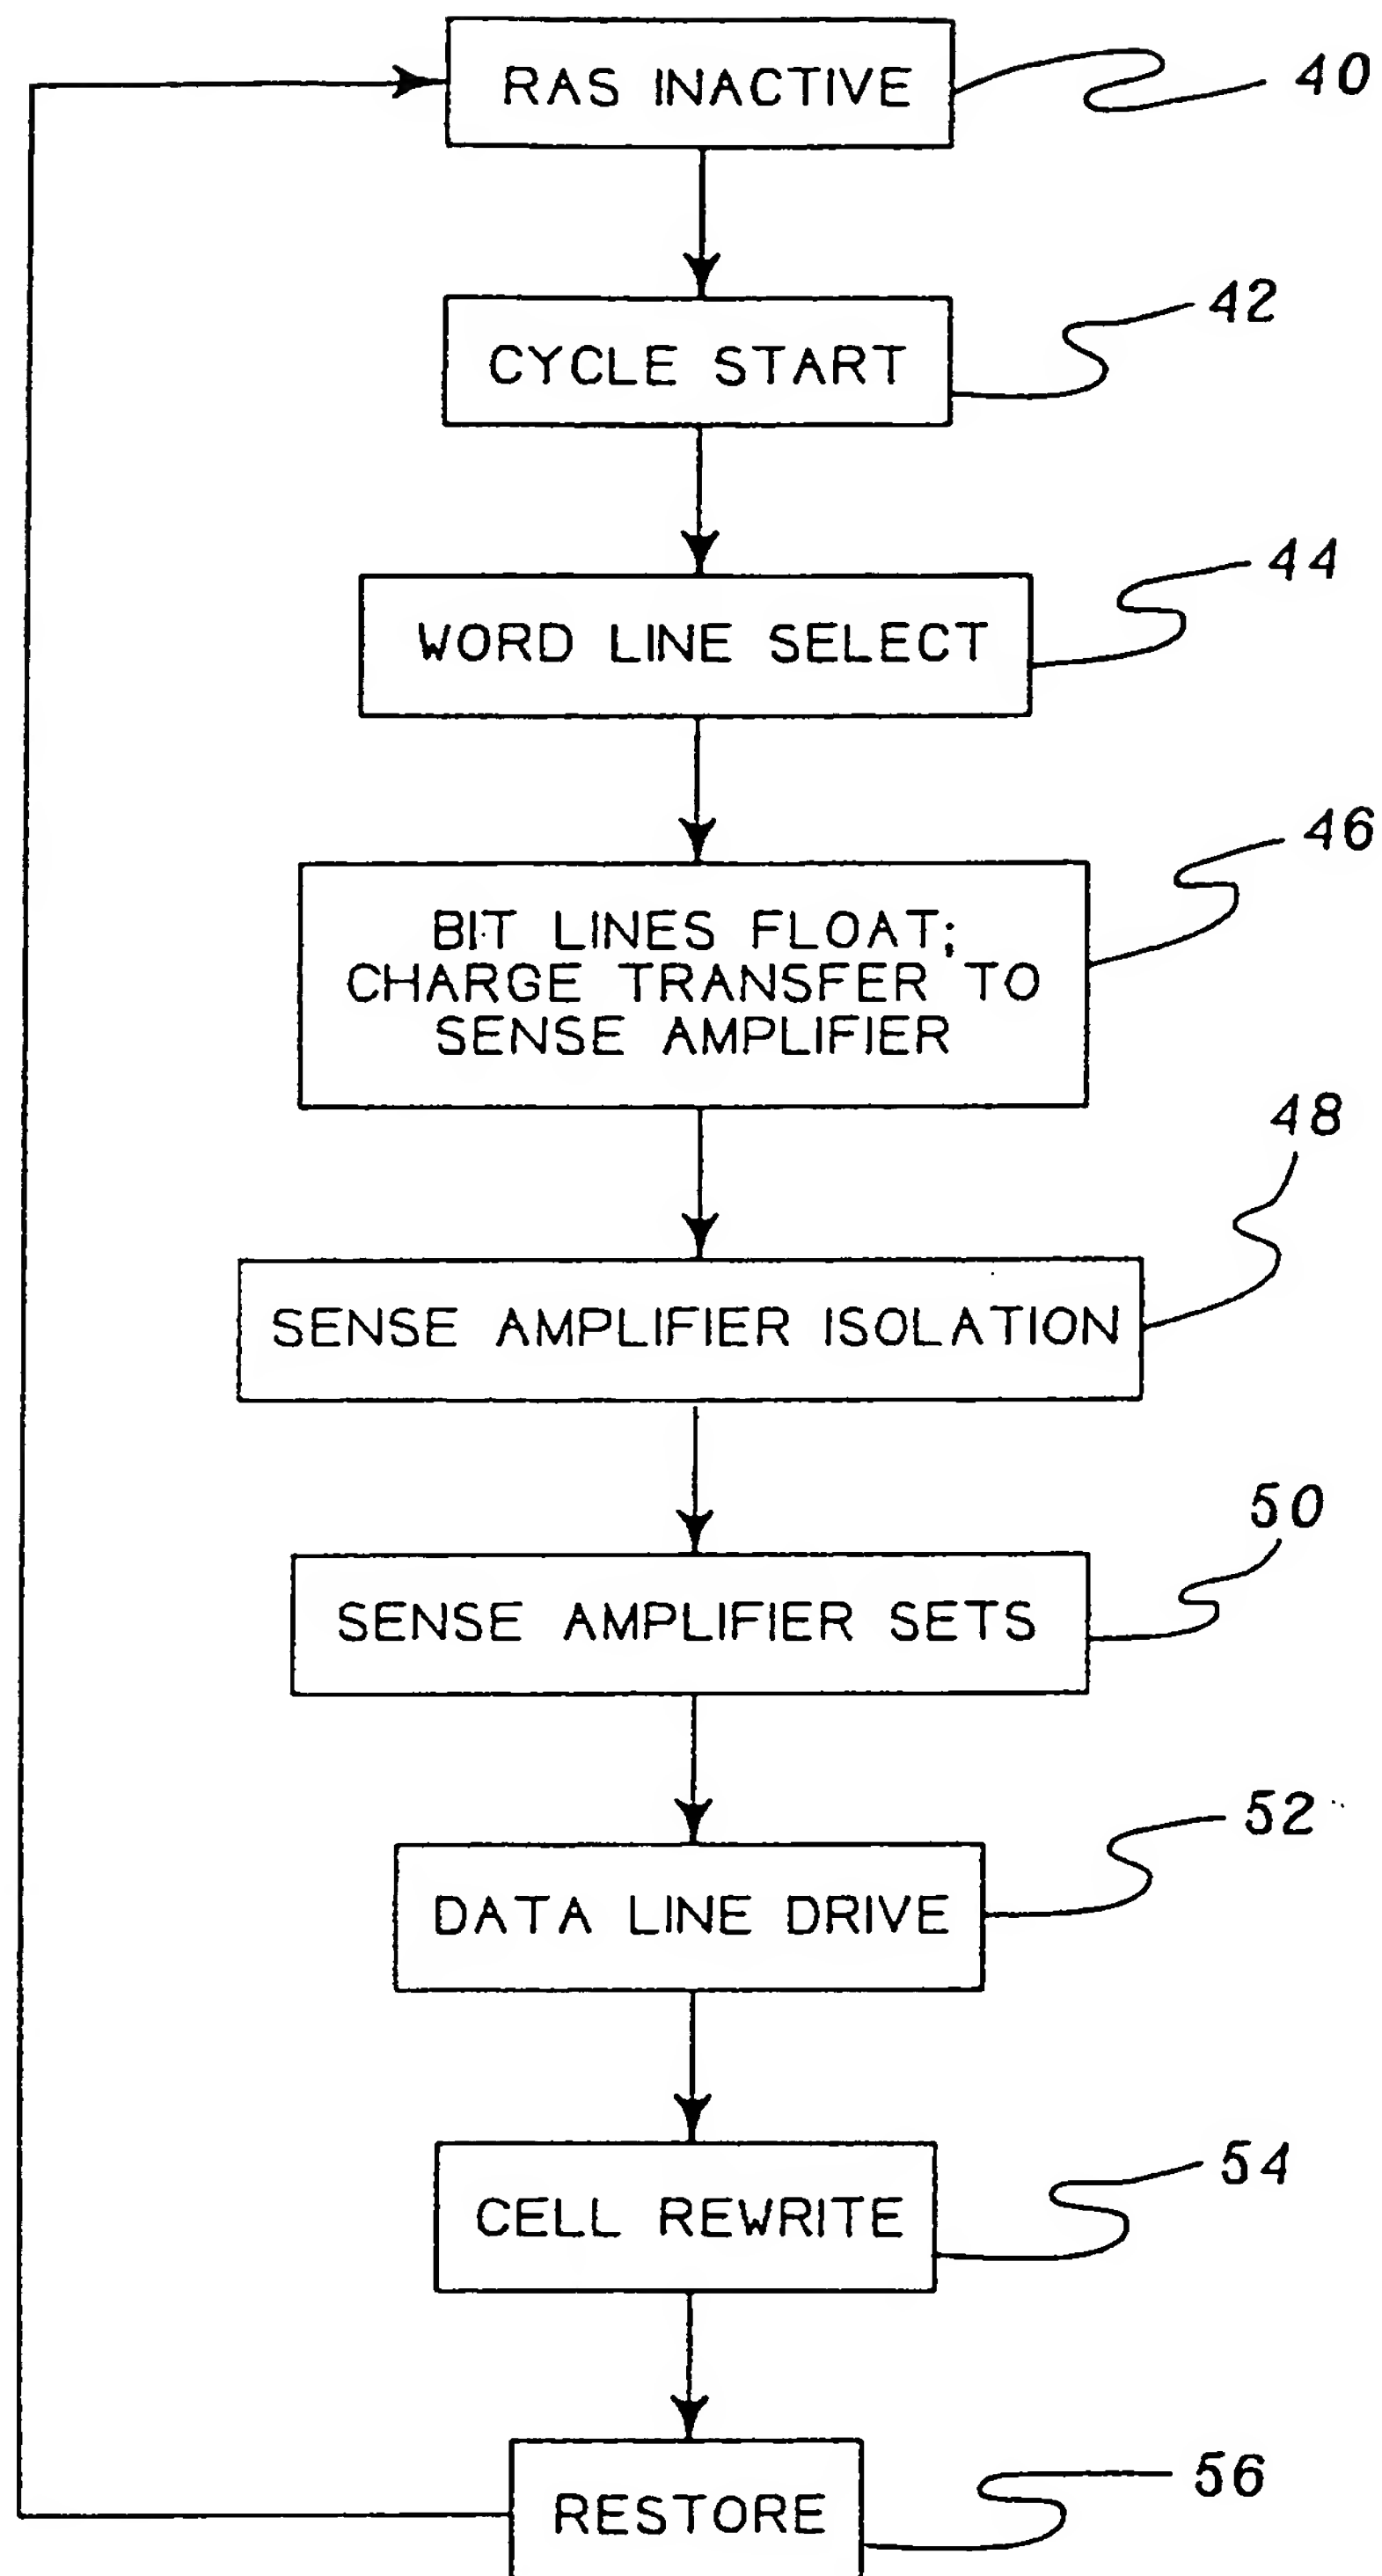 RAS INACTIVE
40
CYCLE START
42
WORD LINE SELECT
44
BIT LINES FLOAT;
CHARGE TRANSFER TO
SENSE AMPLIFIER
46
SENSE AMPLIFIER ISOLATION
48
SENSE AMPLIFIER SETS
50
DATA LINE DRIVE
52
CELL REWRITE
54
RESTORE
56